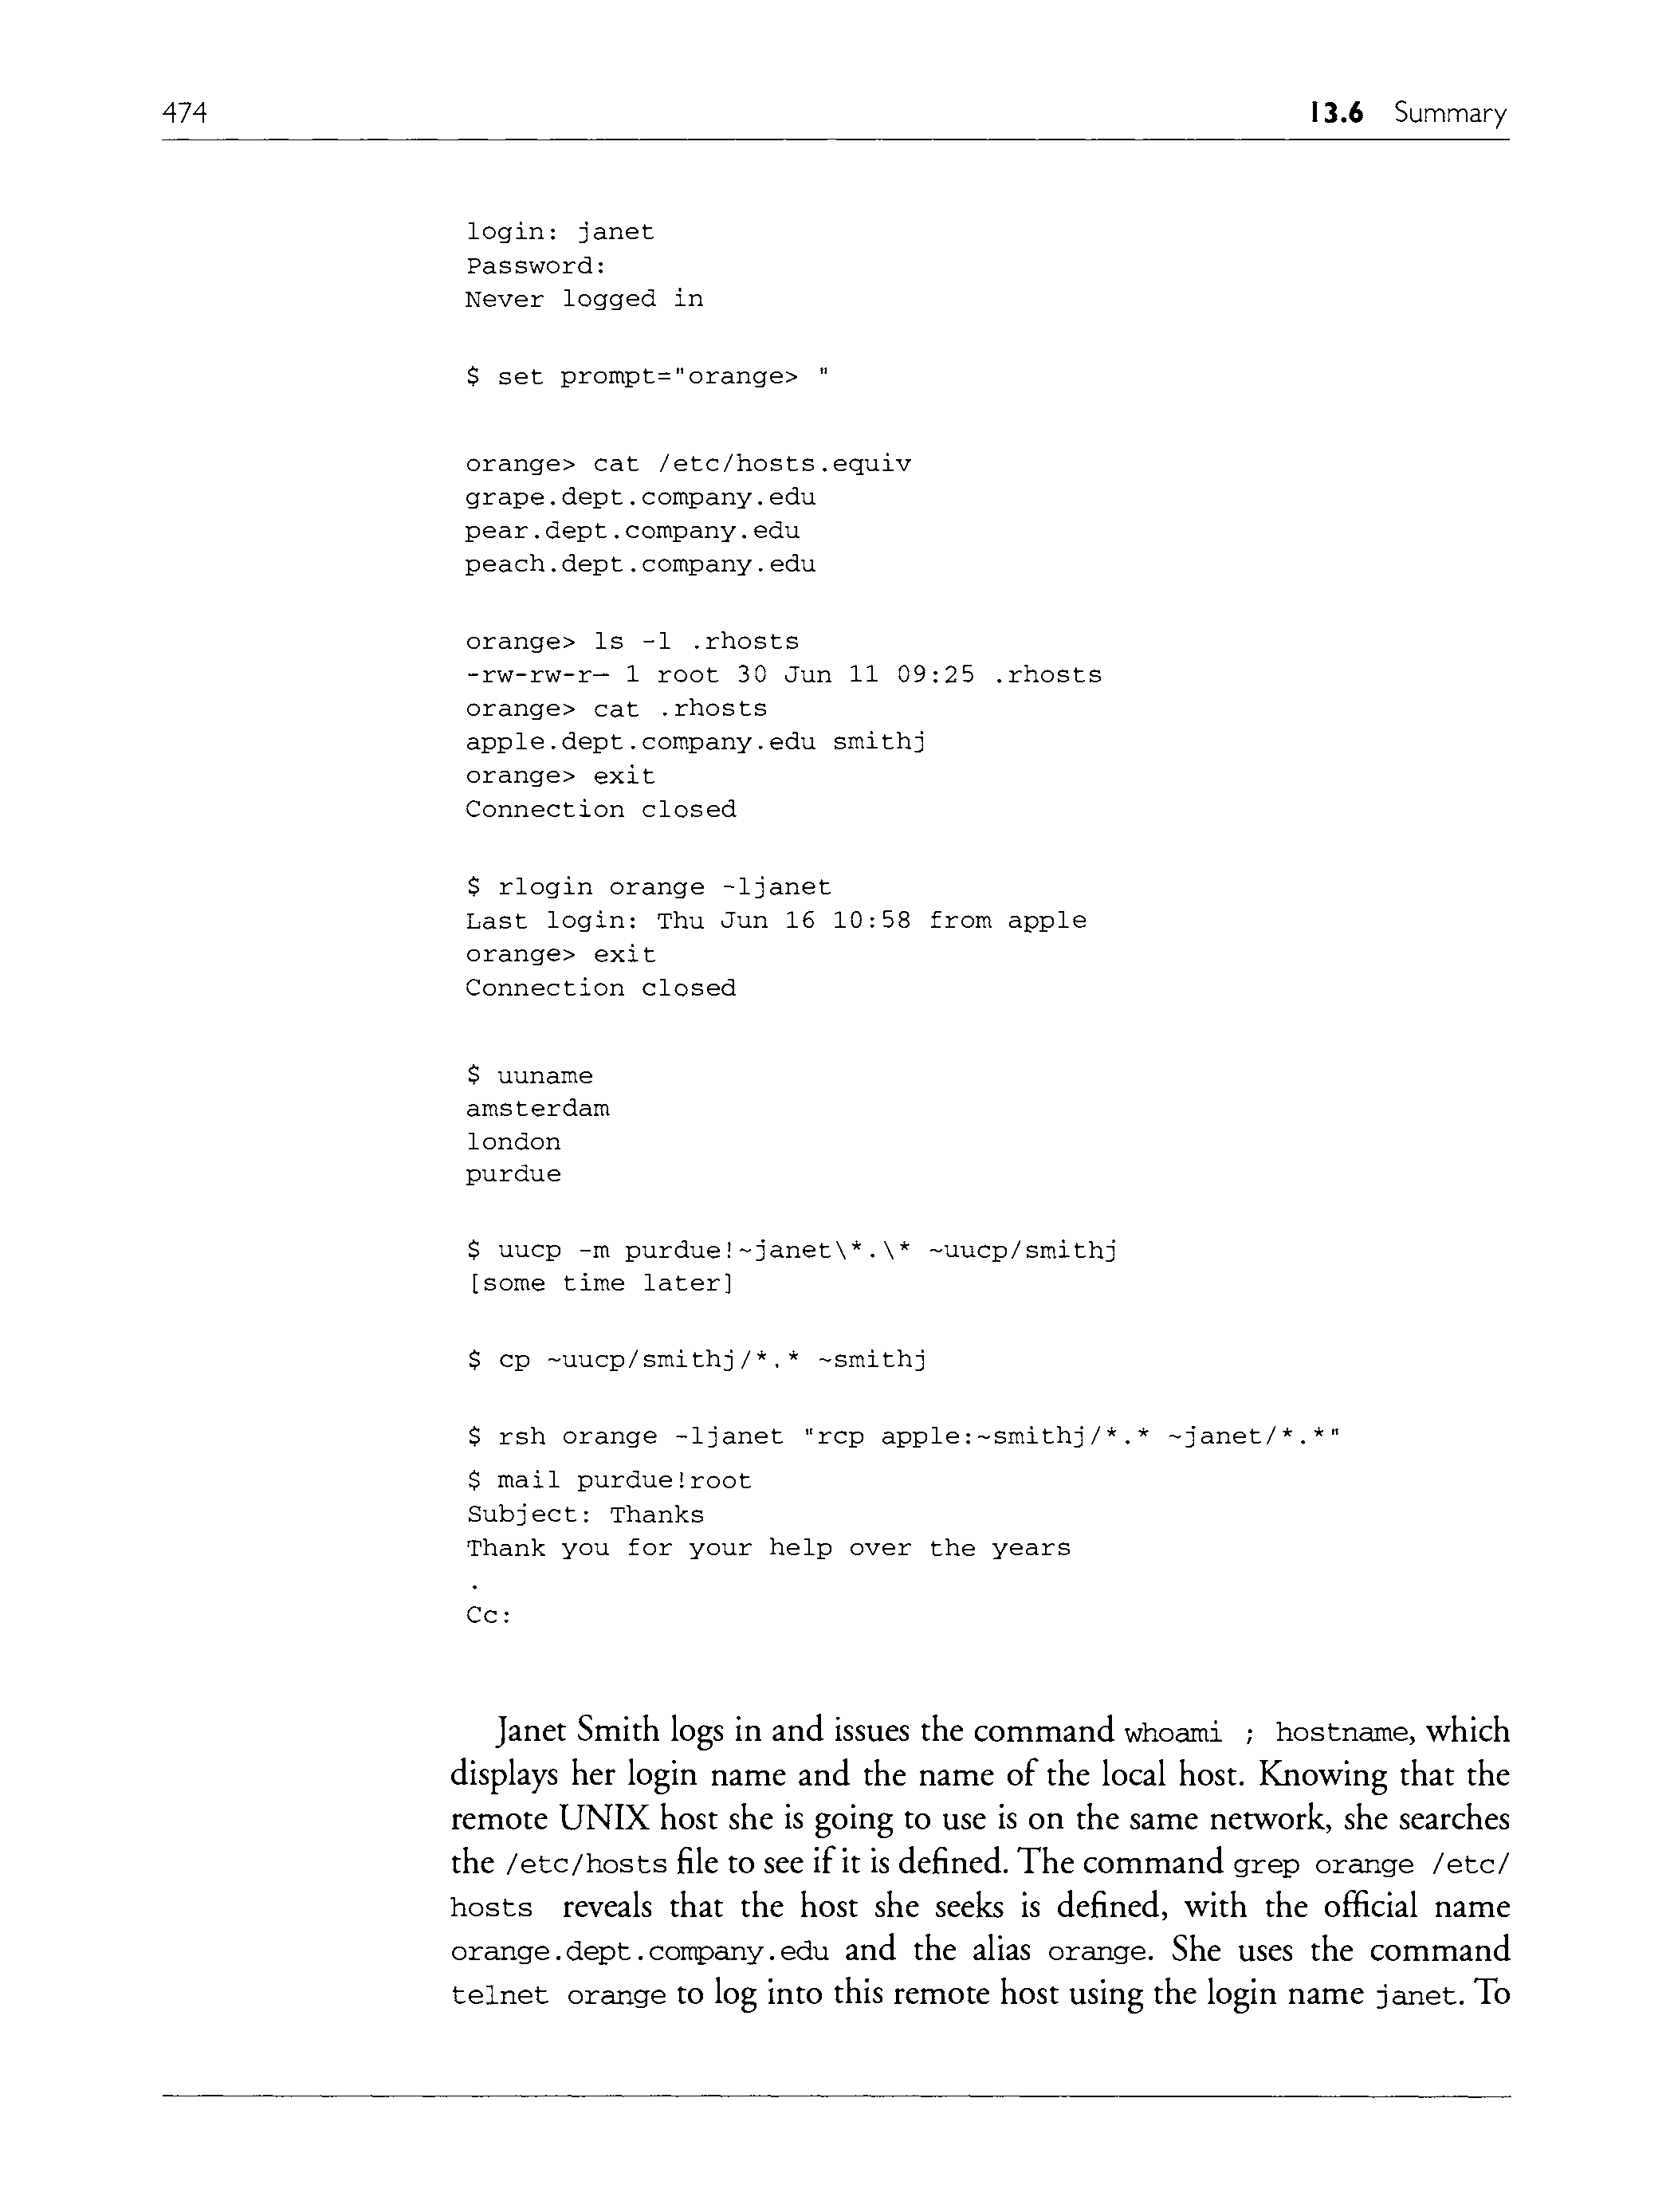 474 13.6 Summary
login: janet
Password:
Never logged in
$ set prompt="orange> "
orange> cat /etc/hosts.equiv
grape.dept.company.edu
pear.dept.company.edu
peach.dept.company.edu
orange> ls -l .rhosts
-rw-rw-r— 1 root 30 Jun 11 09:25 .rhosts
orange> cat .rhosts
apple.dept.company.edu smithj
orange> exit
Connection closed
$ rlogin orange -ljanet
Last login: Thu Jun 16 10:58 from apple
orange> exit
Connection closed
$ uuname
amsterdam
london
purdue
$ uucp -m purdue!~janet\*.\* ~uucp/smithj
[some time later]
$ cp ~uucp/smithj/*.* ~smithj
$ rsh orange -ljanet "rcp apple:~smithj/*.* ~janet/*.*"
$ mail purdue!root
Subject: Thanks
Thank you for your help over the years
.
Cc:
Janet Smith logs in and issues the command whoami ; hostname, which
displays her login name and the name of the local host. Knowing that the
remote UNIX host she is going to use is on the same network, she searches
the /etc/hosts file to see if it is defined. The command grep orange /etc/
hosts reveals that the host she seeks is defined, with the official name
orange.dept.company.edu and the alias orange. She uses the command
telnet orange to log into this remote host using the login name janet. To